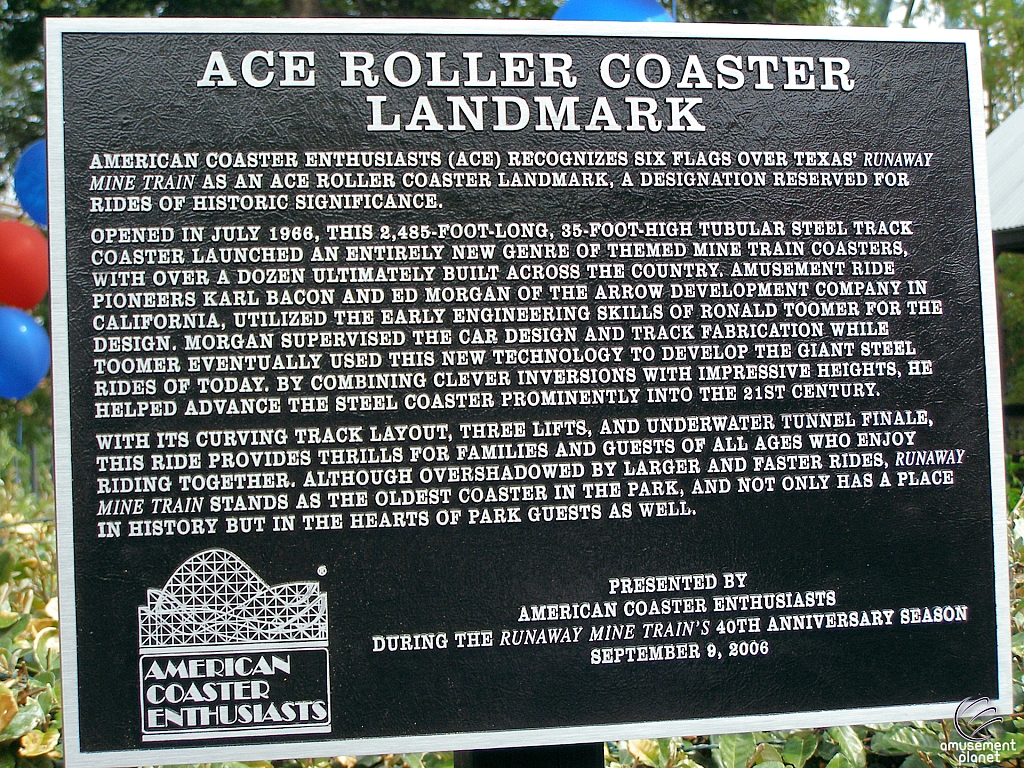 ACE ROLLER COASTER
LANDMARK
AMERICAN COASTER ENTHUSIASTS (ACE) RECOGNIZES SIX FLAGS OVER TEXAS' RUNAWAY
MINE TRAIN AS AN ACE ROLLER COASTER LANDMARK, A DESIGNATION RESERVED FOR
RIDES OF HISTORIC SIGNIFICANCE.
OPENED IN JULY 1966, THIS 2,485-FOOT-LONG, 35-FOOT-HIGH TUBULAR STEEL TRACK
COASTER LAUNCHED AN ENTIRELY NEW GENRE OF THEMED MINE TRAIN COASTERS,
WITH OVER A DOZEN ULTIMATELY BUILT ACROSS THE COUNTRY. AMUSEMENT RIDE
PIONEERS KARL BACON AND ED MORGAN OF THE ARROW DEVELOPMENT COMPANY IN
CALIFORNIA, UTILIZED THE EARLY ENGINEERING SKILLS OF RONALD TOOMER FOR THE
DESIGN. MORGAN SUPERVISED THE CAR DESIGN AND TRACK FABRICATION WHILE
TOOMER EVENTUALLY USED THIS NEW TECHNOLOGY TO DEVELOP THE GIANT STEEL
RIDES OF TODAY. BY COMBINING CLEVER INVERSIONS WITH IMPRESSIVE HEIGHTS, HE
HELPED ADVANCE THE STEEL COASTER PROMINENTLY INTO THE 21ST CENTURY.
WITH ITS CURVING TRACK LAYOUT, THREE LIFTS, AND UNDERWATER TUNNEL FINALE,
THIS RIDE PROVIDES THRILLS FOR FAMILIES AND GUESTS OF ALL AGES WHO ENJOY
RIDING TOGETHER. ALTHOUGH OVERSHADOWED BY LARGER AND FASTER RIDES, RUNAWAY
MINE TRAIN STANDS AS THE OLDEST COASTER IN THE PARK, AND NOT ONLY HAS A PLACE
IN HISTORY BUT IN THE HEARTS OF PARK GUESTS AS WELL.
®
AMERICAN
COASTER
ENTHUSIASTS
PRESENTED BY
AMERICAN COASTER ENTHUSIASTS
DURING THE RUNAWAY MINE TRAIN'S 40TH ANNIVERSARY SEASON
SEPTEMBER 9, 2006
amusement
planet